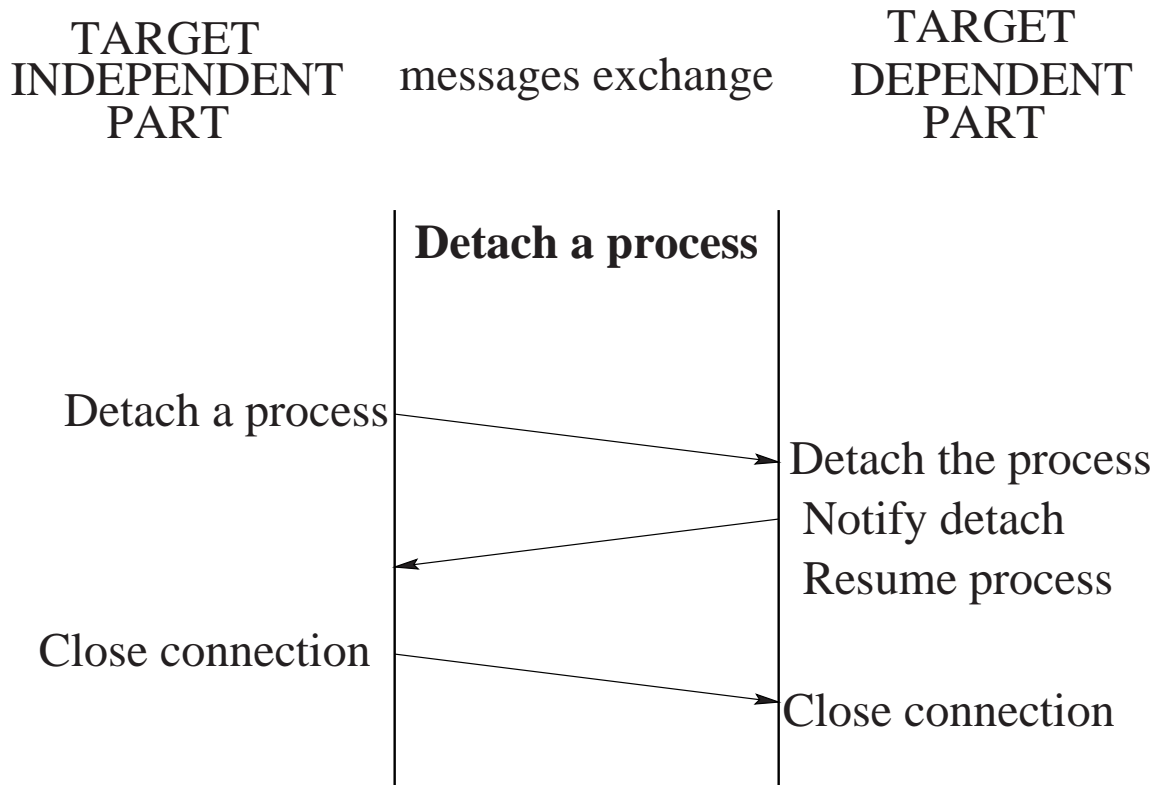 TARGET
INDEPENDENT
PART
messages exchange
TARGET
DEPENDENT
PART
Detach a process
Detach a process
Detach the process
Notify detach
Resume process
Close connection
Close connection